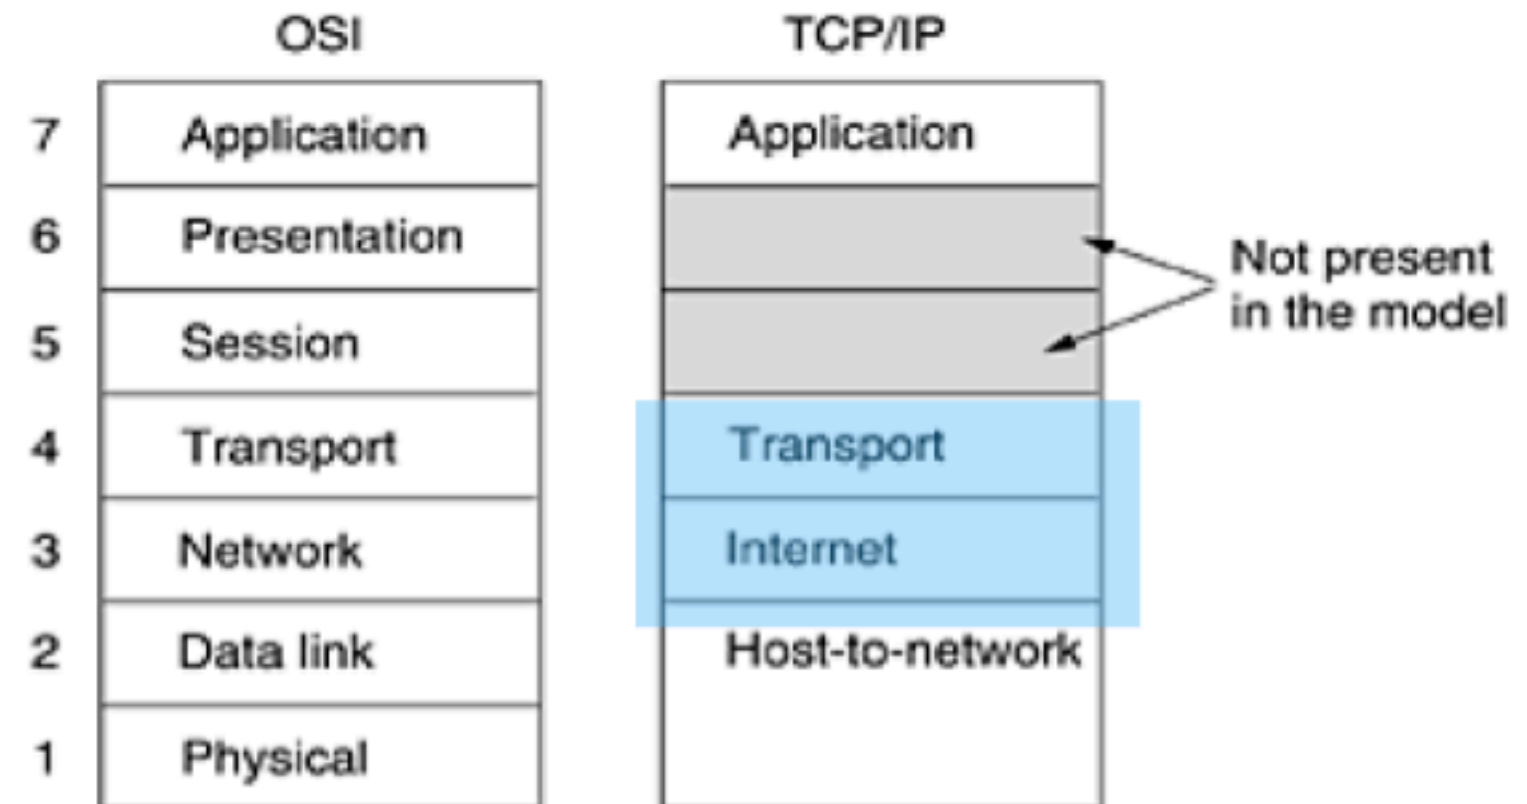 OSI TCP/IP
7 Application Application
6 Presentation
Not present
in the model
5 Session
4 Transport Transport
3 Network Internet
2 Data link Host-to-network
1 Physical